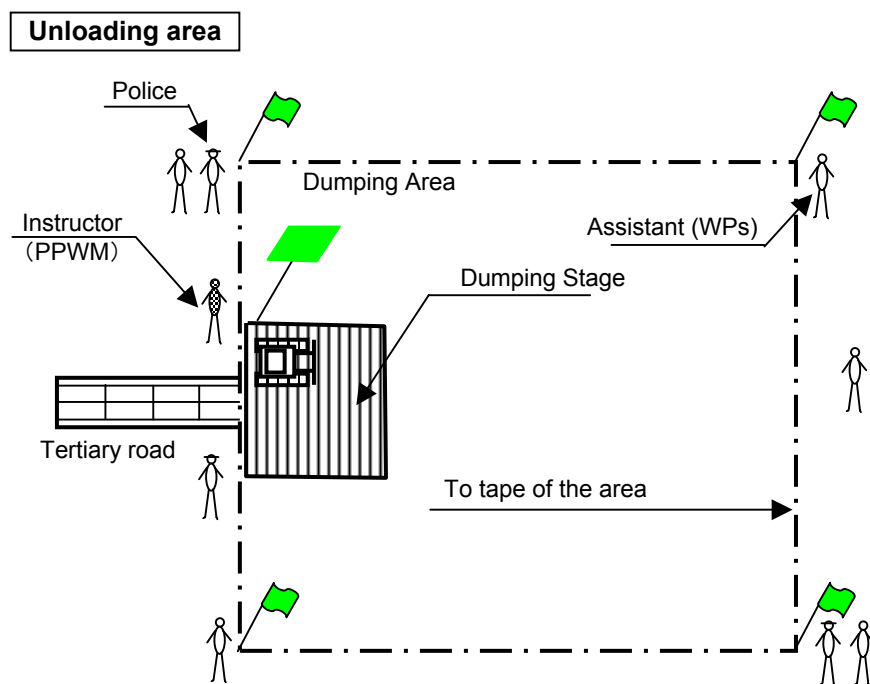 Unloading area
Police
Dumping Area
Instructor
（PPWM）
Assistant (WPs)
Dumping Stage
Tertiary road
To tape of the area